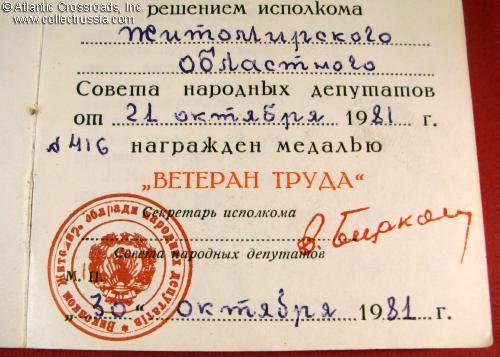 © Atlantic Crossroads, Inc.
www.collectrussia.com
решением исполкома
Житомирского
областного
Совета народных депутатов
от 21 октября 1981 г.
№ 416 награжден медалью
„ВЕТЕРАН ТРУДА“
Секретарь исполкома
Совета народных депутатов
М. П.
„30“ октября 1981 г.